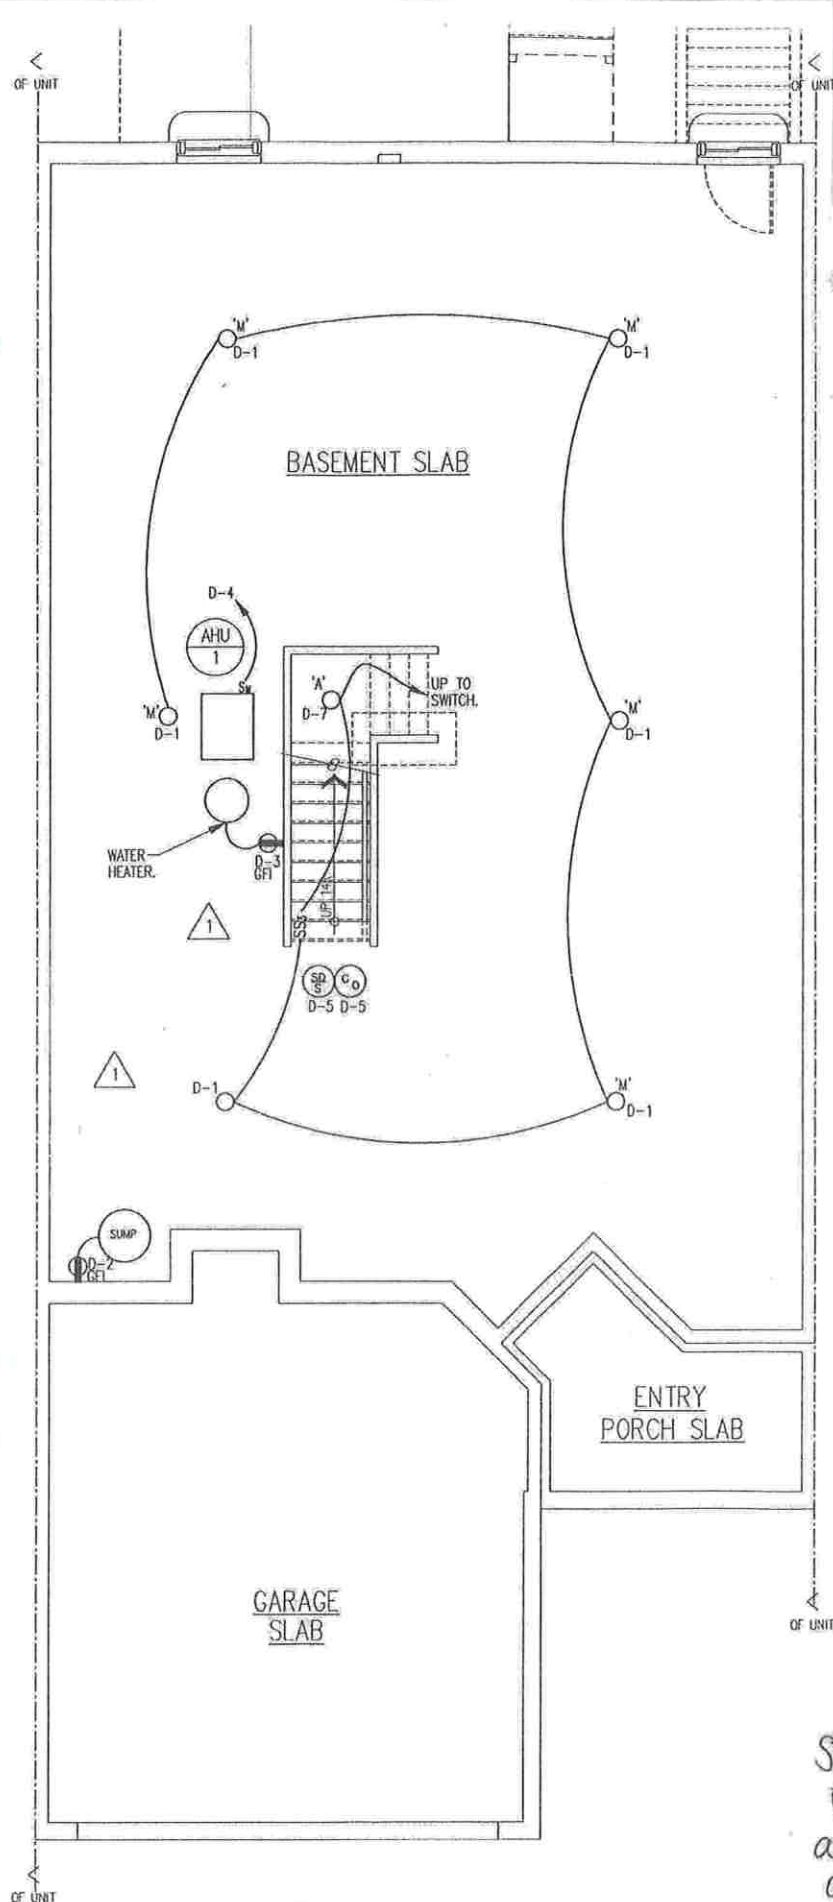 OF UNIT
OF UNIT
'M'
D-1
'M'
D-1
BASEMENT SLAB
D-4
AHU
1
'A'
D-7
UP TO
SWITCH.
'M'
D-1
'M'
D-1
WATER
HEATER.
D-3
GFI
1
UP 14
SD
S
C
O
D-5
D-5
1
D-1
'M'
D-1
SUMP
D-2
GFI
ENTRY
PORCH SLAB
GARAGE
SLAB
OF UNIT
OF UNIT